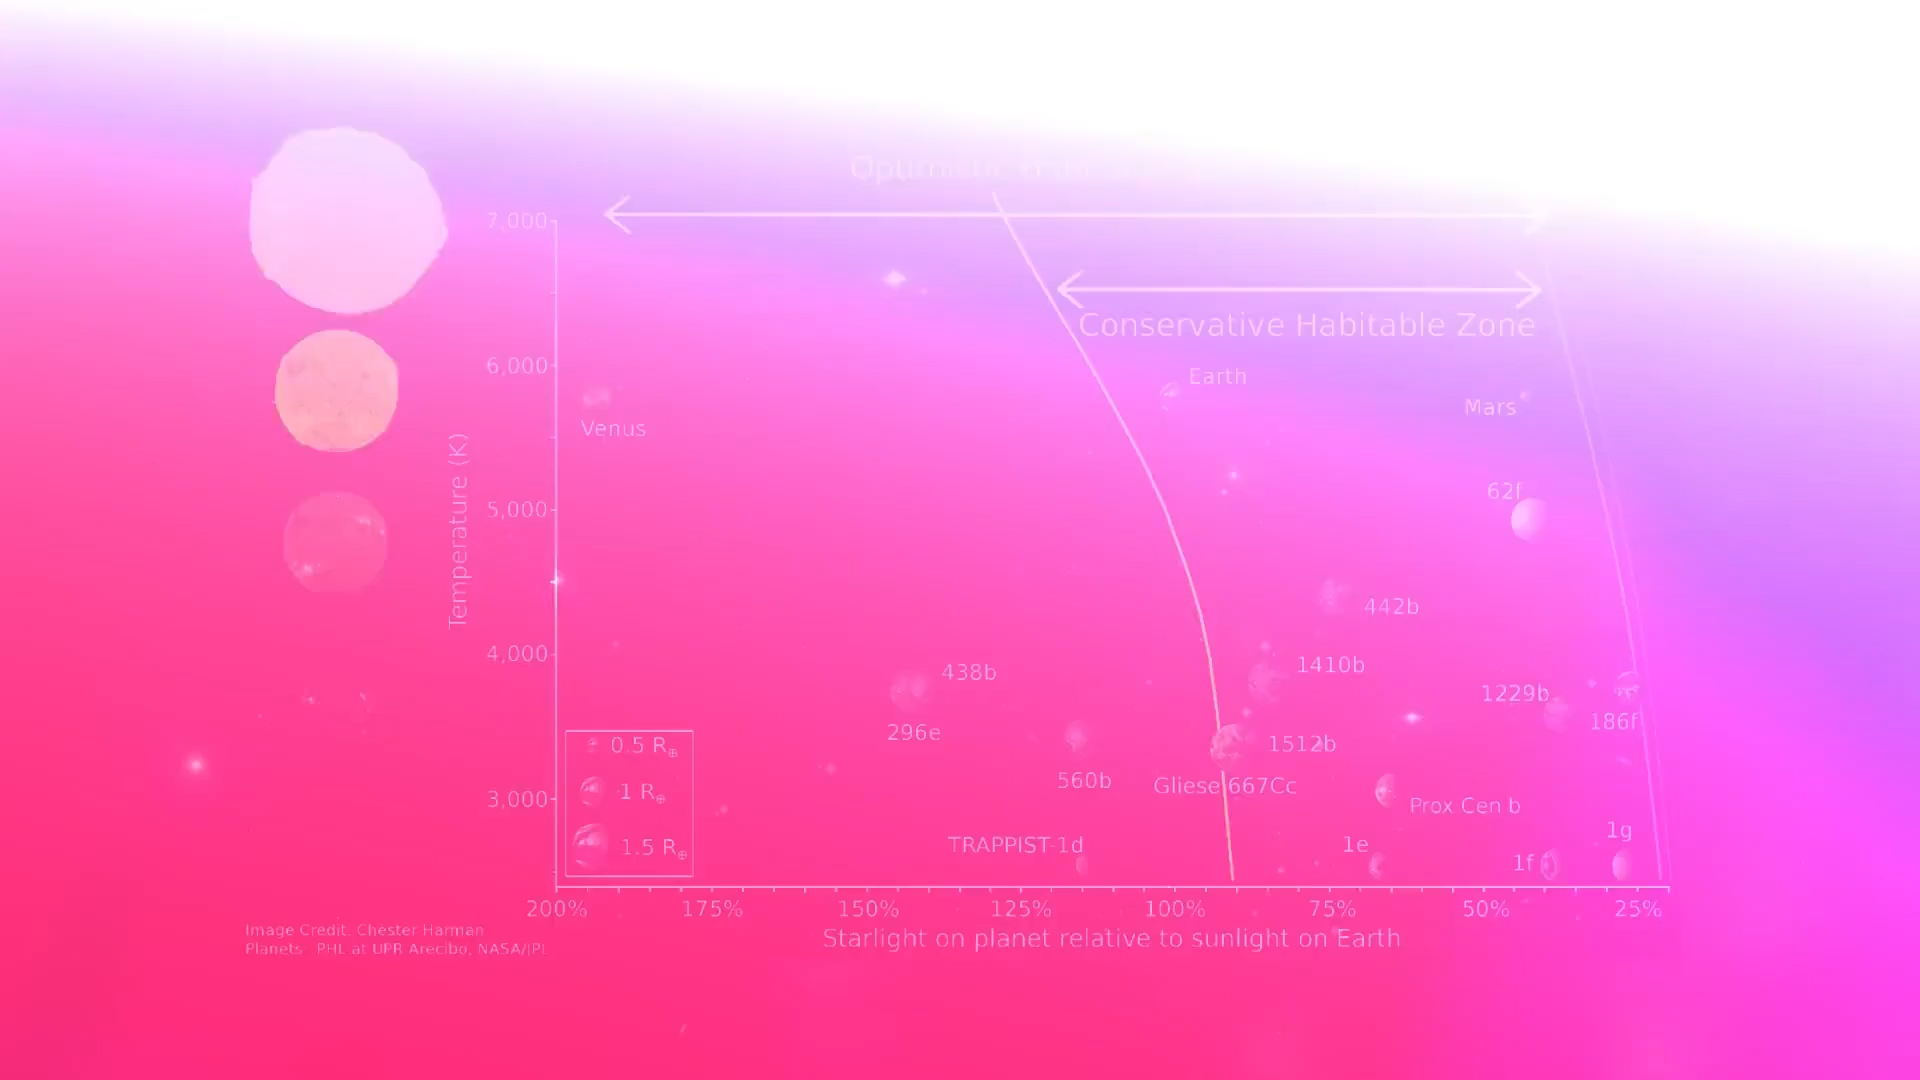 Optimistic
7,000
Conservative Habitable Zone
6,000
Earth
Mars
Venus
62f
5,000
Temperature (K)
442b
4,000
438b
1410b
1229b
186f
296e
1512b
0.5 R⊕
560b
Gliese 667Cc
1 R⊕
3,000
Prox Cen b
1g
TRAPPIST-1d
1e
1.5 R⊕
1f
200% 175% 150% 125% 100% 75% 50% 25%
Starlight on planet relative to sunlight on Earth
Image Credit: Chester Harman
Planets: PHL at UPR Arecibo, NASA/JPL